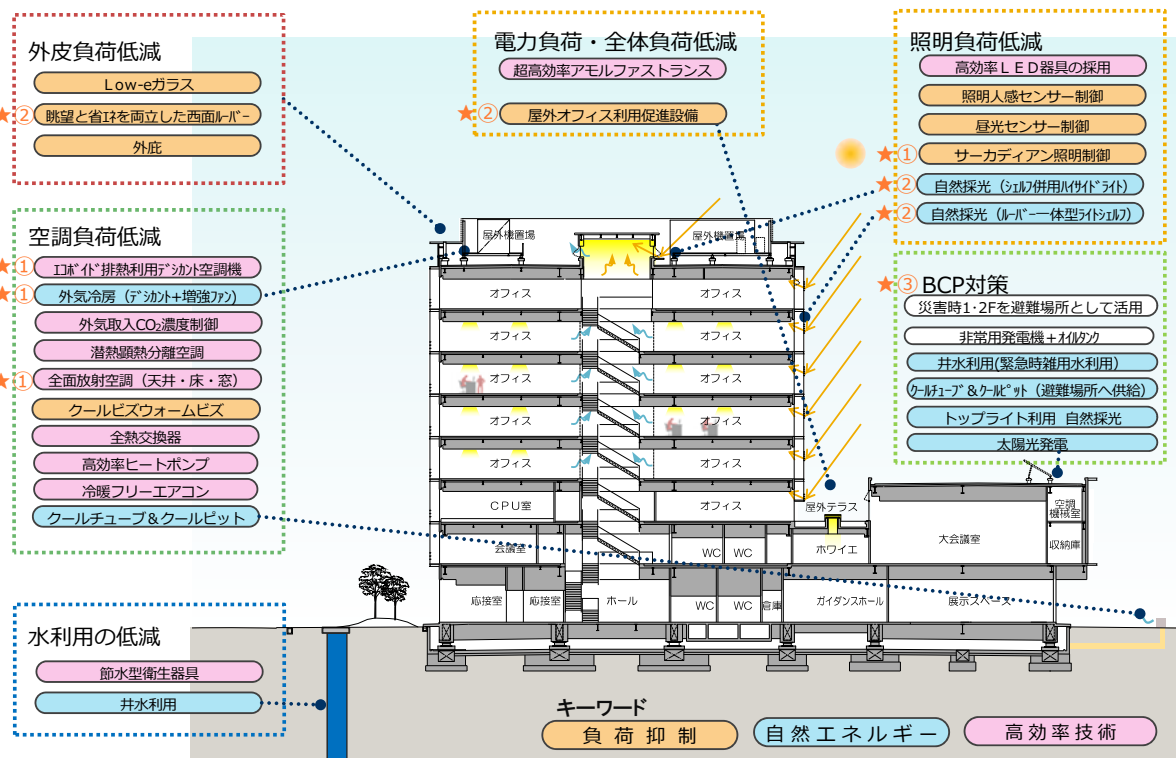 外皮負荷低減
Low-eガラス
★② 眺望と省ｴﾈを両立した西面ﾙｰﾊﾞｰ
外庇
電力負荷・全体負荷低減
超高効率アモルファストランス
★② 屋外オフィス利用促進設備
照明負荷低減
高効率ＬＥＤ器具の採用
照明人感センサー制御
昼光センサー制御
★① サーカディアン照明制御
★② 自然採光（ｼｪﾙﾌ併用ﾊｲｻｲﾄﾞﾗｲﾄ）
★② 自然採光（ﾙｰﾊﾞｰ一体型ﾗｲﾄｼｪﾙﾌ）
空調負荷低減
★① ｴｺﾎﾞｲﾄﾞ排熱利用ﾃﾞｼｶﾝﾄ空調機
★① 外気冷房（ﾃﾞｼｶﾝﾄ+増強ﾌｧﾝ）
外気取入CO₂濃度制御
潜熱顕熱分離空調
★① 全面放射空調（天井・床・窓）
クールビズウォームビズ
全熱交換器
高効率ヒートポンプ
冷暖フリーエアコン
クールチューブ＆クールピット
★③ BCP対策
災害時1･2Fを避難場所として活用
非常用発電機＋ｵｲﾙﾀﾝｸ
井水利用(緊急時雑用水利用)
ｸｰﾙﾁｭｰﾌﾞ＆ｸｰﾙﾋﾟｯﾄ（避難場所へ供給）
トップライト利用 自然採光
太陽光発電
屋外機置場 屋外機置場
オフィス オフィス
オフィス オフィス
オフィス オフィス
オフィス オフィス
オフィス オフィス
ＣＰＵ室 オフィス 屋外テラス 空調機械室
会議室 WC WC ホワイエ 大会議室 収納庫
応接室 応接室 ホール WC WC 倉庫 ガイダンスホール 展示スペース
水利用の低減
節水型衛生器具
井水利用
キーワード
負荷抑制 自然エネルギー 高効率技術